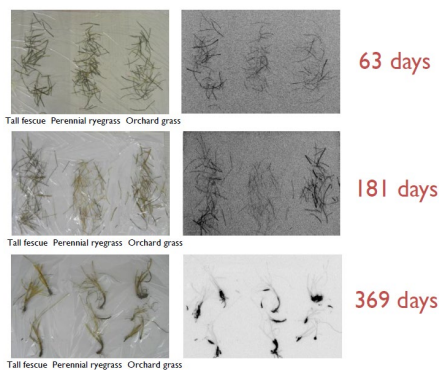 63 days
Tall fescue Perennial ryegrass Orchard grass
181 days
Tall fescue Perennial ryegrass Orchard grass
369 days
Tall fescue Perennial ryegrass Orchard grass